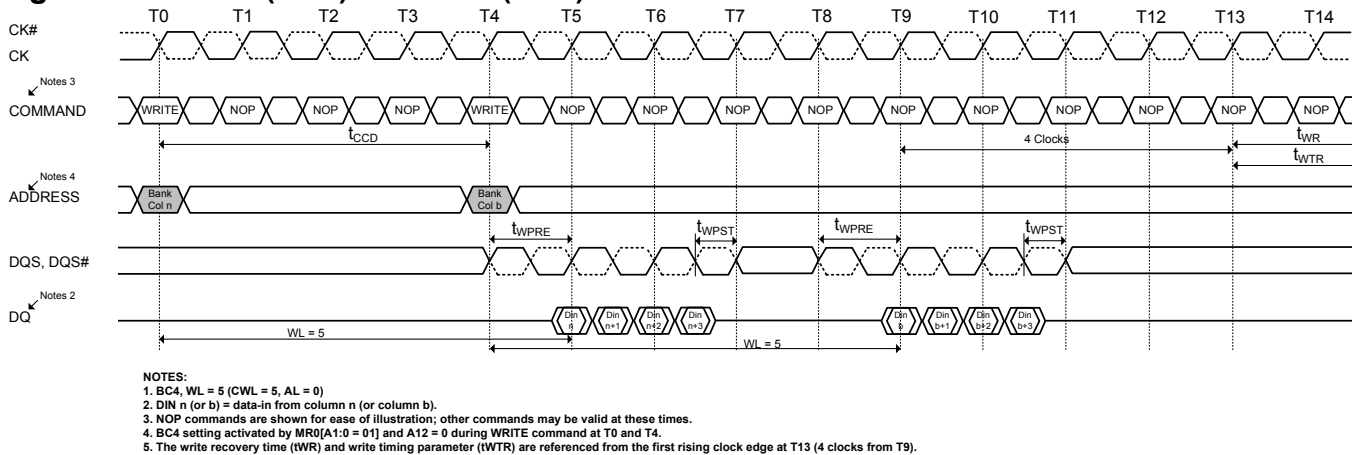 T0 T1 T2 T3 T4 T5 T6 T7 T8 T9 T10 T11 T12 T13 T14
CK#
CK
Notes 3
COMMAND WRITE NOP NOP NOP WRITE NOP NOP NOP NOP NOP NOP NOP NOP NOP NOP
tCCD 4 Clocks tWR
tWTR
Notes 4
ADDRESS
Bank Bank
Col n Col b
tWPRE tWPST tWPRE tWPST
DQS, DQS#
Notes 2
DQ
Din Din Din Din Din Din Din Din
n n+1 n+2 n+3 b b+1 b+2 b+3
WL = 5
WL = 5
NOTES:
1. BC4, WL = 5 (CWL = 5, AL = 0)
2. DIN n (or b) = data-in from column n (or column b).
3. NOP commands are shown for ease of illustration; other commands may be valid at these times.
4. BC4 setting activated by MR0[A1:0 = 01] and A12 = 0 during WRITE command at T0 and T4.
5. The write recovery time (tWR) and write timing parameter (tWTR) are referenced from the first rising clock edge at T13 (4 clocks from T9).